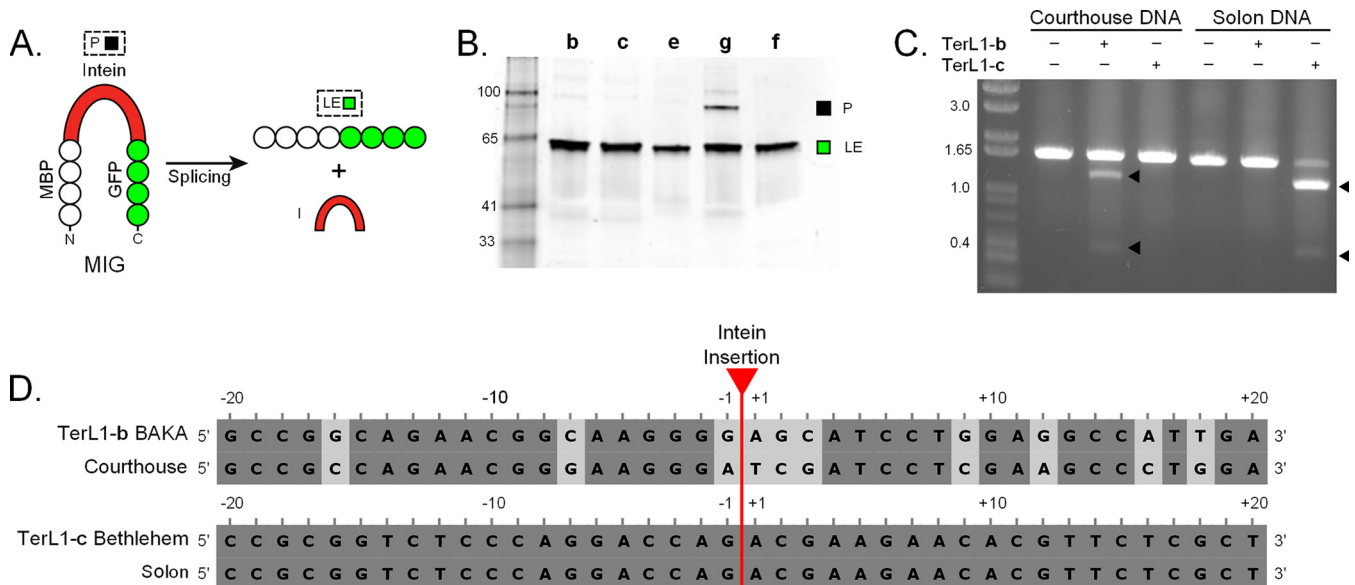 A.
P
Intein
MBP
GFP
N
C
MIG
Splicing
LE
+
I
B.
b c e g f
100
65
41
33
P
LE
C.
Courthouse DNA Solon DNA
TerL1-b – + – – + –
TerL1-c – – + – – +
3.0
1.65
1.0
0.4
D.
Intein
Insertion
-20 -10 -1 +1 +10 +20
TerL1-b BAKA 5' G C C G G C A G A A C G G C A A G G G G A G C A T C C T G G A G G C C A T T G A 3'
Courthouse 5' G C C G C C A G A A C G G G A A G G G A T C G A T C C T C G A A G C C C T G G A 3'
-20 -10 -1 +1 +10 +20
TerL1-c Bethlehem 5' C C G C G G T C T C C C A G G A C C A G A C G A A G A A C A C G T T C T C G C T 3'
Solon 5' C C G C G G T C T C C C A G G A C C A G A C G A A G A A C A C G T T C T C G C T 3'